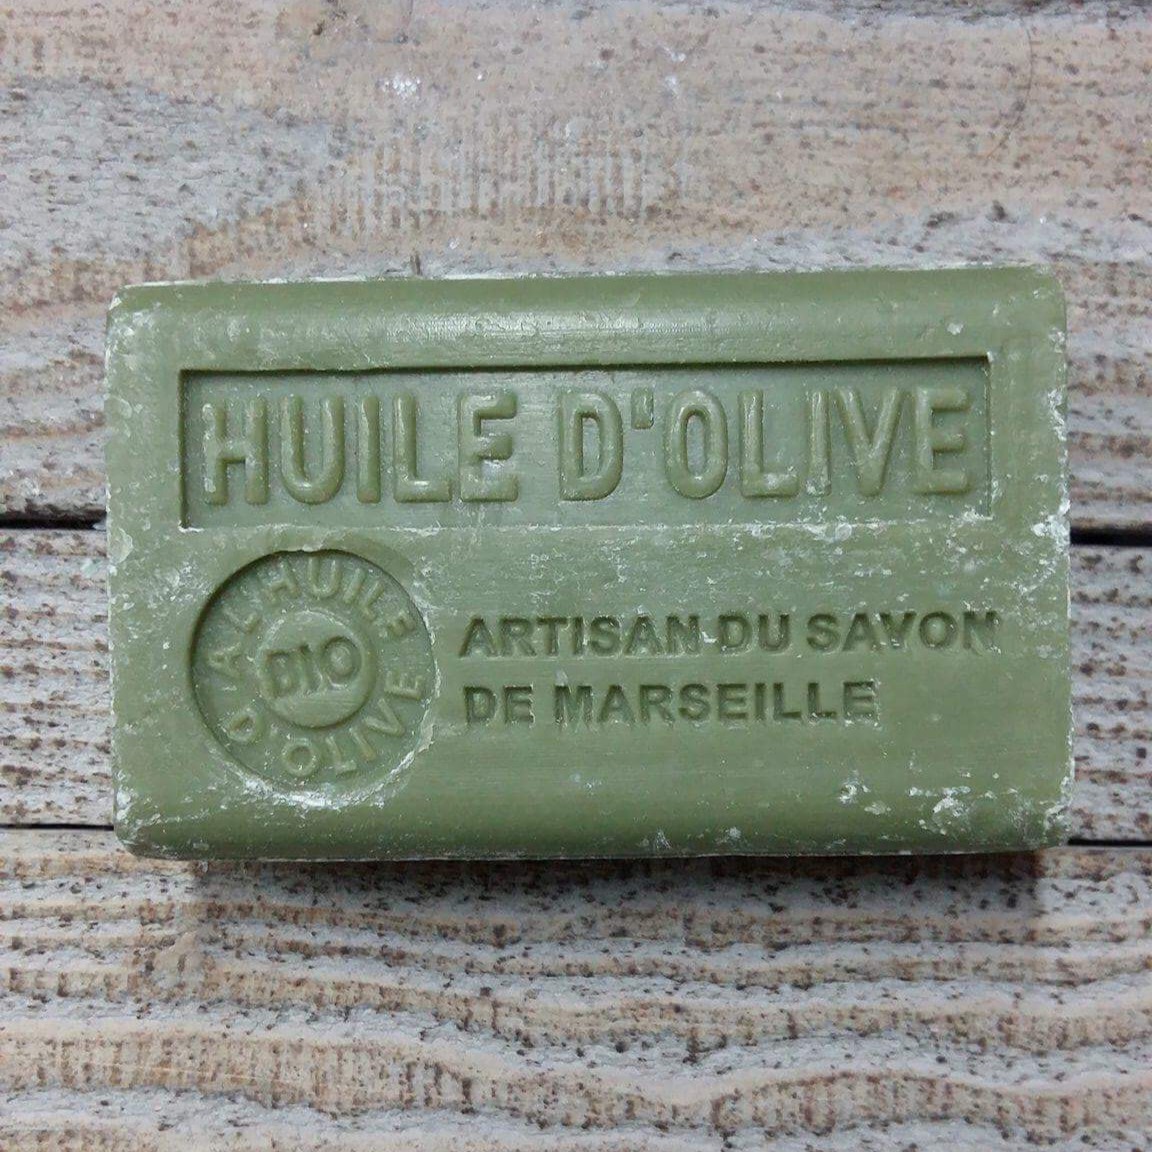 HUILE D'OLIVE
A L'HUILE D'OLIVE
BIO
ARTISAN DU SAVON
DE MARSEILLE